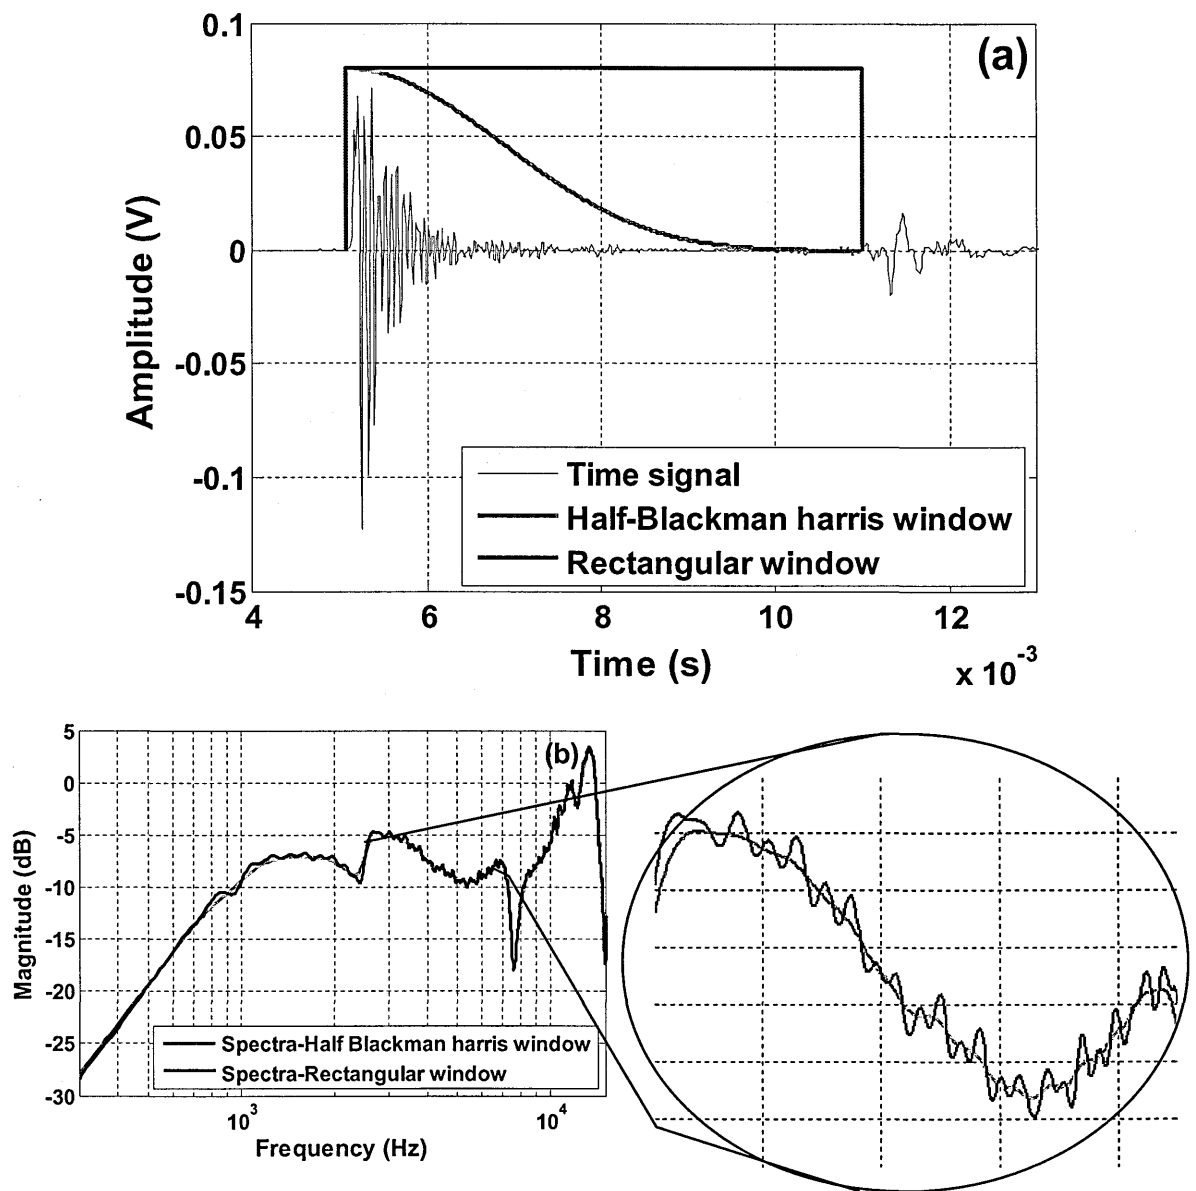 (a)
0.1
0.05
0
-0.05
-0.1
-0.15
Amplitude (V)
Time signal
Half-Blackman harris window
Rectangular window
4
6
8
10
12
Time (s)
x 10^-3
(b)
5
0
-5
-10
-15
-20
-25
-30
Magnitude (dB)
Spectra-Half Blackman harris window
Spectra-Rectangular window
10^3
10^4
Frequency (Hz)